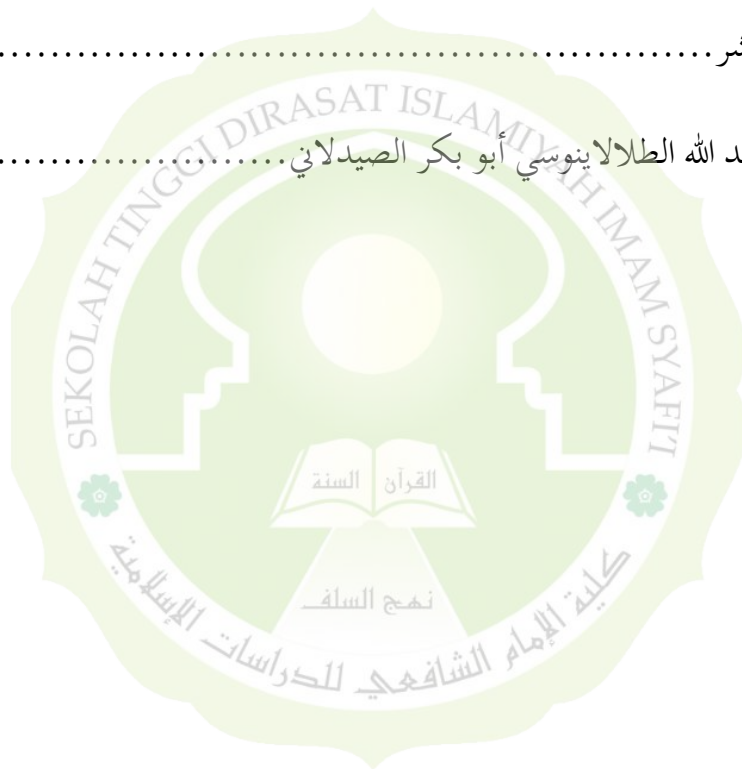 د الله الطلالاينوسي أبو بكر الصيدلاني......................
SEKOLAH TINGGI DIRASAT ISLAMIYAH IMAM SYAFI'I
القرآن السنة
نهج السلف
كلية الإمام الشافعي للدراسات الإسلامية